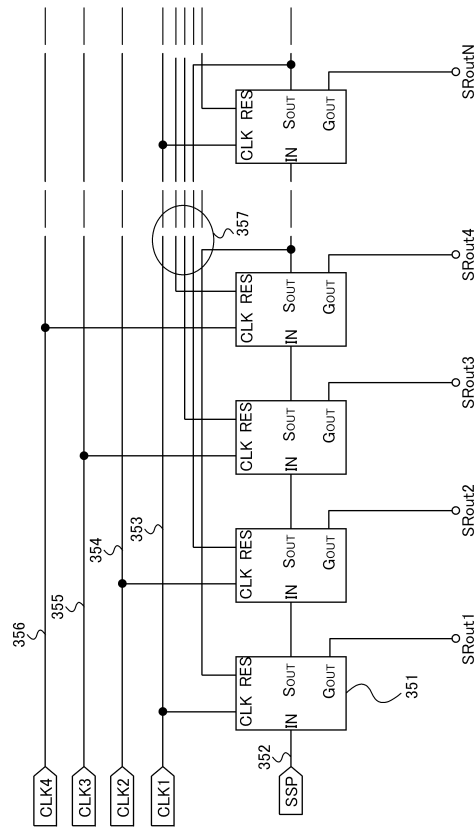 CLK4
356
CLK3
355
CLK2
354
CLK1
353
357
CLK RES
IN SOUT
GOUT
CLK RES
IN SOUT
GOUT
CLK RES
IN SOUT
GOUT
CLK RES
IN SOUT
GOUT
CLK RES
IN SOUT
GOUT
SSP
352
351
SRout1
SRout2
SRout3
SRout4
SRoutN